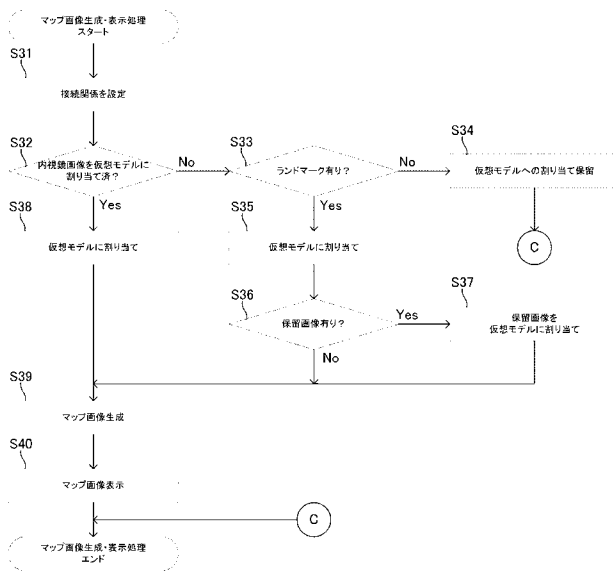 マップ画像生成・表示処理
スタート
S31
接続関係を設定
S32
内視鏡画像を仮想モデルに
割り当て済?
No
Yes
S33
ランドマーク有り?
No
Yes
S34
仮想モデルへの割り当て保留
C
S38
仮想モデルに割り当て
S35
仮想モデルに割り当て
S36
保留画像有り?
Yes
No
S37
保留画像を
仮想モデルに割り当て
S39
マップ画像生成
S40
マップ画像表示
C
マップ画像生成・表示処理
エンド